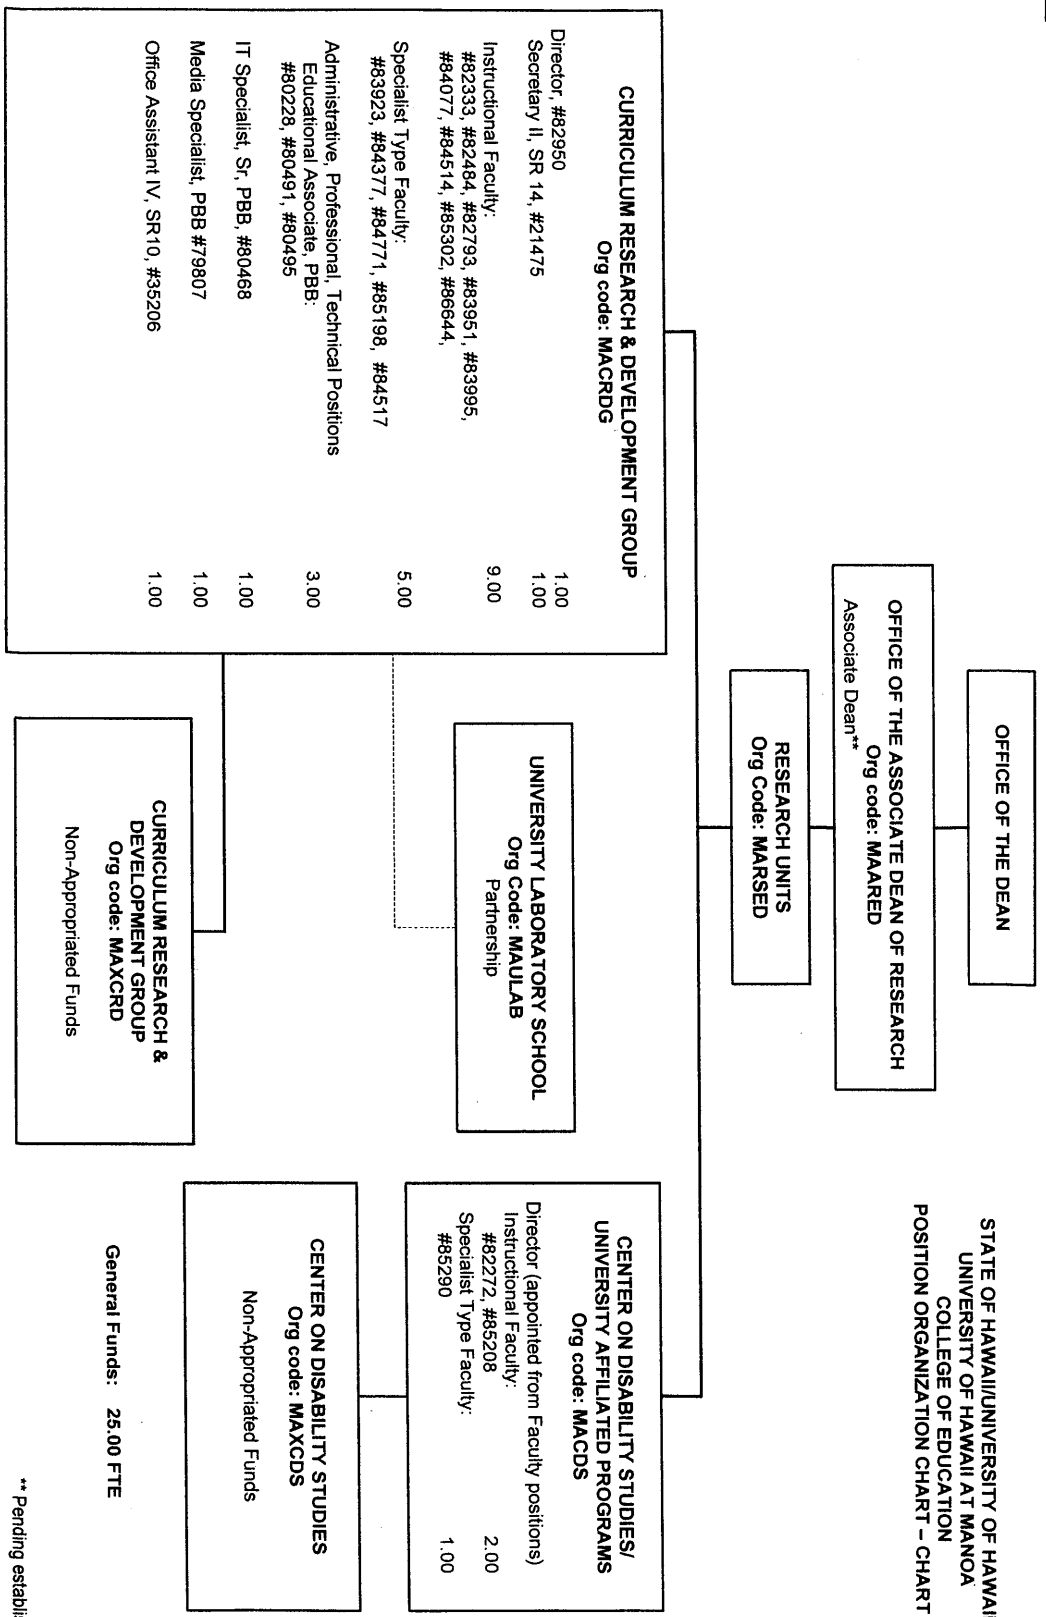 STATE OF HAWAII/UNIVERSITY OF HAWAII
UNIVERSITY OF HAWAII AT MANOA
COLLEGE OF EDUCATION
POSITION ORGANIZATION CHART – CHART
OFFICE OF THE DEAN
OFFICE OF THE ASSOCIATE DEAN OF RESEARCH
Org code: MAARED
Associate Dean**
RESEARCH UNITS
Org Code: MARSED
CURRICULUM RESEARCH & DEVELOPMENT GROUP
Org code: MACRDG
Director, #82950 1.00
Secretary II, SR 14, #21475 1.00
Instructional Faculty: 9.00
#82333, #82484, #82793, #83951, #83995,
#84077, #84514, #85302, #86644,
Specialist Type Faculty: 5.00
#83923, #84377, #84771, #85198, #84517
Administrative, Professional, Technical Positions
Educational Associate, PBB: 3.00
#80228, #80491, #80495
IT Specialist, Sr, PBB, #80468 1.00
Media Specialist, PBB #79807 1.00
Office Assistant IV, SR10, #35206 1.00
UNIVERSITY LABORATORY SCHOOL
Org Code: MAULAB
Partnership
CURRICULUM RESEARCH &
DEVELOPMENT GROUP
Org code: MAXCRD
Non-Appropriated Funds
CENTER ON DISABILITY STUDIES/
UNIVERSITY AFFILIATED PROGRAMS
Org code: MACDS
Director (appointed from Faculty positions)
Instructional Faculty: 2.00
#82272, #85208
Specialist Type Faculty: 1.00
#85290
CENTER ON DISABILITY STUDIES
Org code: MAXCDS
Non-Appropriated Funds
General Funds: 25.00 FTE
** Pending